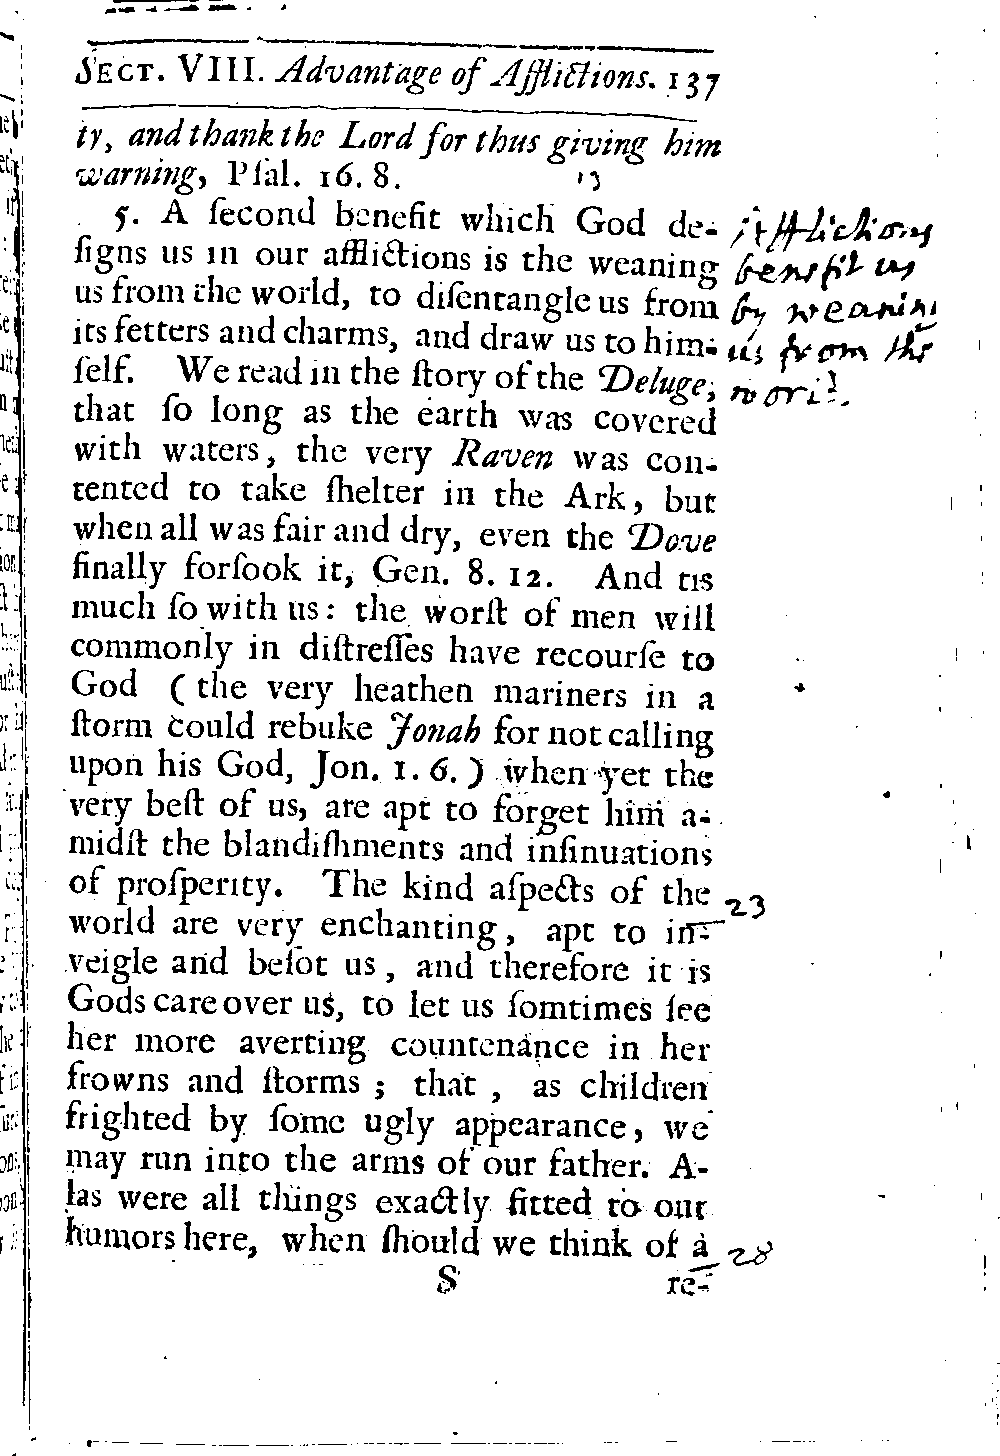 SECT. VIII. Advantage of Afflictions. 137
ty, and thank the Lord for thus giving him
warning, Pſal. 16. 8.
13
5. A ſecond benefit which God de-
ſigns us in our afflictions is the weaning
us from the world, to diſentangle us from
its fetters and charms, and draw us to him-
ſelf. We read in the ſtory of the Deluge,
that ſo long as the earth was covered
with waters, the very Raven was con-
tented to take ſhelter in the Ark, but
when all was fair and dry, even the Dove
finally forſook it, Gen. 8. 12. And tis
much ſo with us: the worſt of men will
commonly in diſtreſſes have recourſe to
God (the very heathen mariners in a
ſtorm could rebuke Jonah for not calling
upon his God, Jon. 1. 6.) when yet the
very beſt of us, are apt to forget him a-
midſt the blandiſhments and inſinuations
of proſperity. The kind aſpects of the
world are very enchanting, apt to in-
veigle and beſot us, and therefore it is
Gods care over us, to let us ſomtimes ſee
her more averting countenance in her
frowns and ſtorms; that, as children
frighted by ſome ugly appearance, we
may run into the arms of our father. A-
las were all things exactly fitted to our
humors here, when ſhould we think of a
S re-
Afflictions
benefit us
by weaning
us from the
world.
23
28